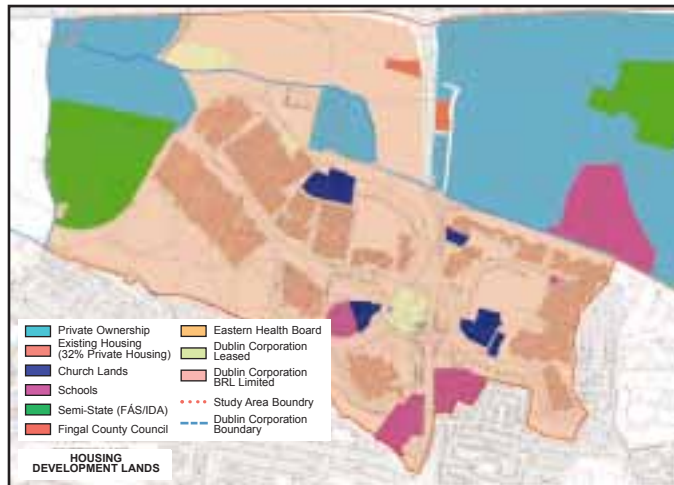 Private Ownership
Existing Housing
(32% Private Housing)
Church Lands
Schools
Semi-State (FÁS/IDA)
Fingal County Council
Eastern Health Board
Dublin Corporation
Leased
Dublin Corporation
BRL Limited
Study Area Boundry
Dublin Corporation
Boundary
HOUSING
DEVELOPMENT LANDS